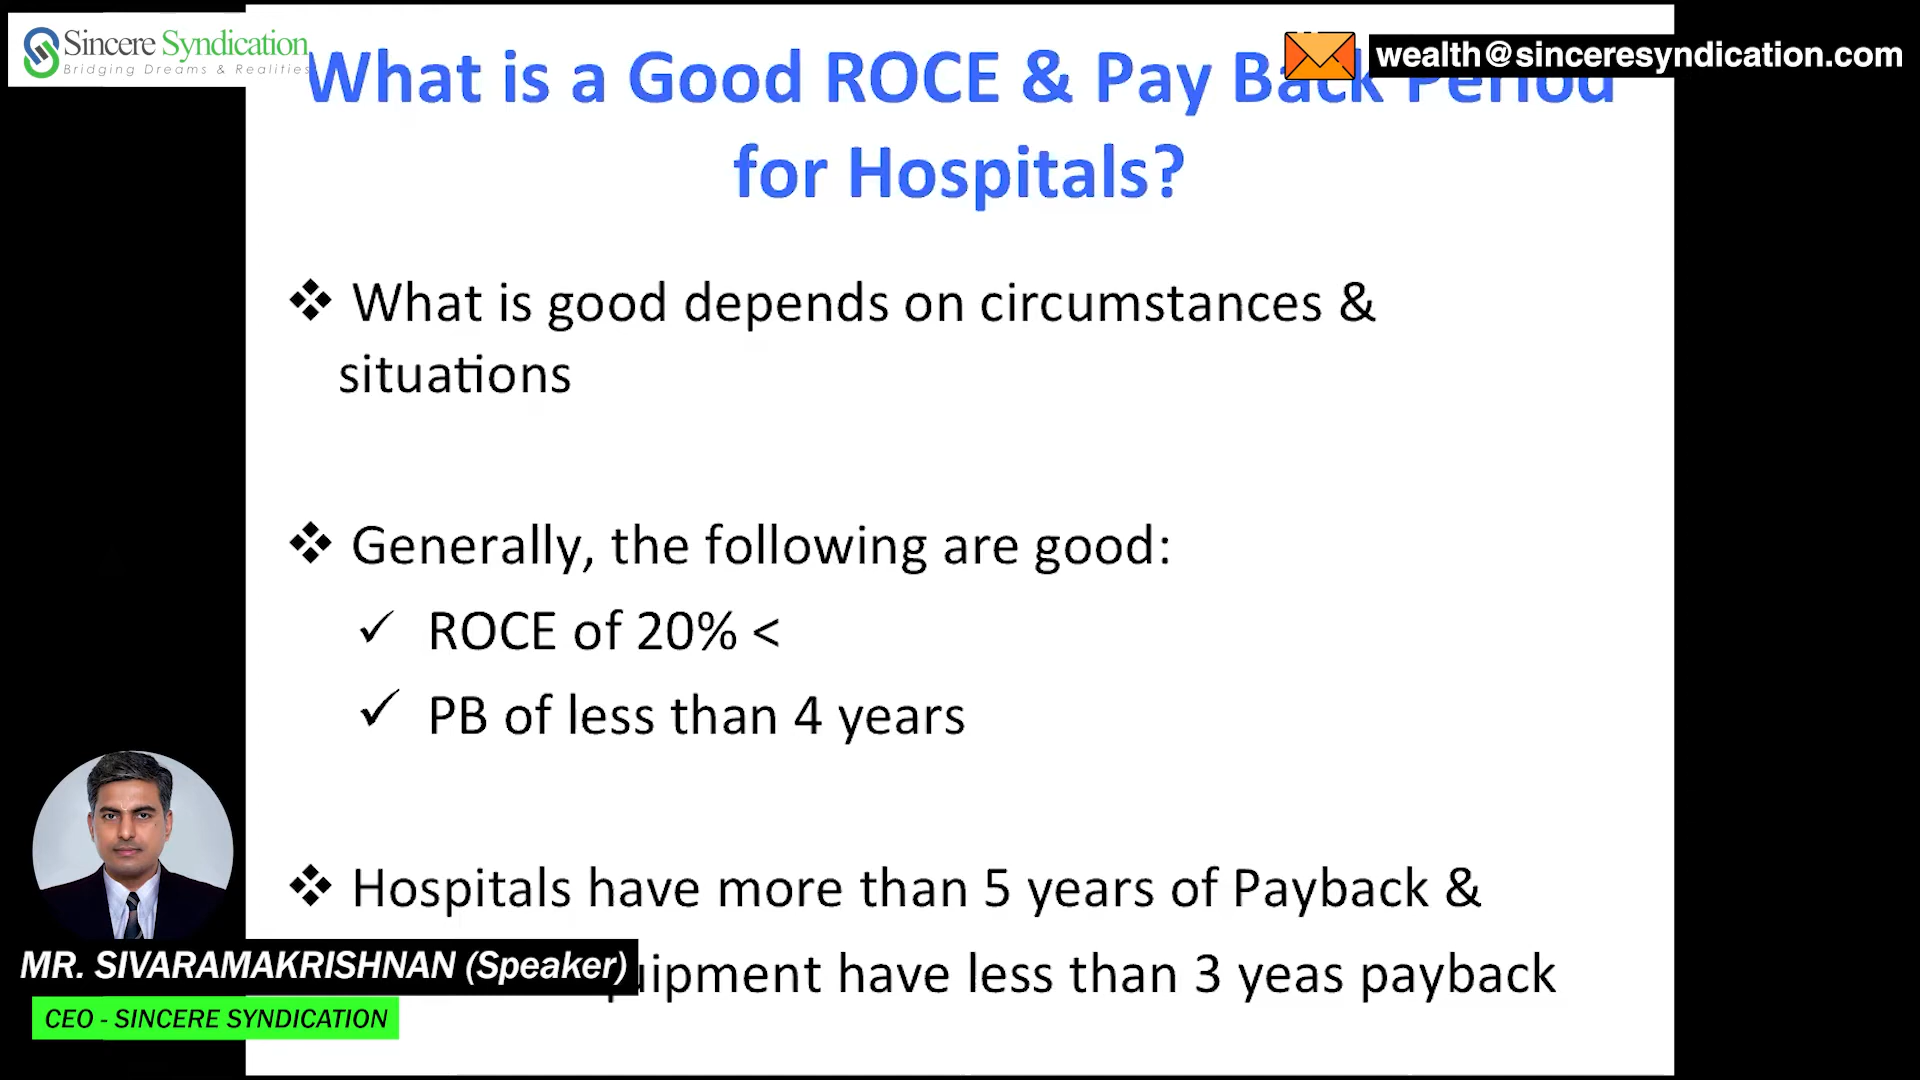 Sincere Syndication
Bridging Dreams & Realities
wealth@sinceresyndication.com
What is a Good ROCE & Pay Back Period
for Hospitals?
❖ What is good depends on circumstances &
situations
❖ Generally, the following are good:
✓ ROCE of 20% <
✓ PB of less than 4 years
❖ Hospitals have more than 5 years of Payback &
have less than 3 yeas payback
MR. SIVARAMAKRISHNAN (Speaker)
CEO - SINCERE SYNDICATION